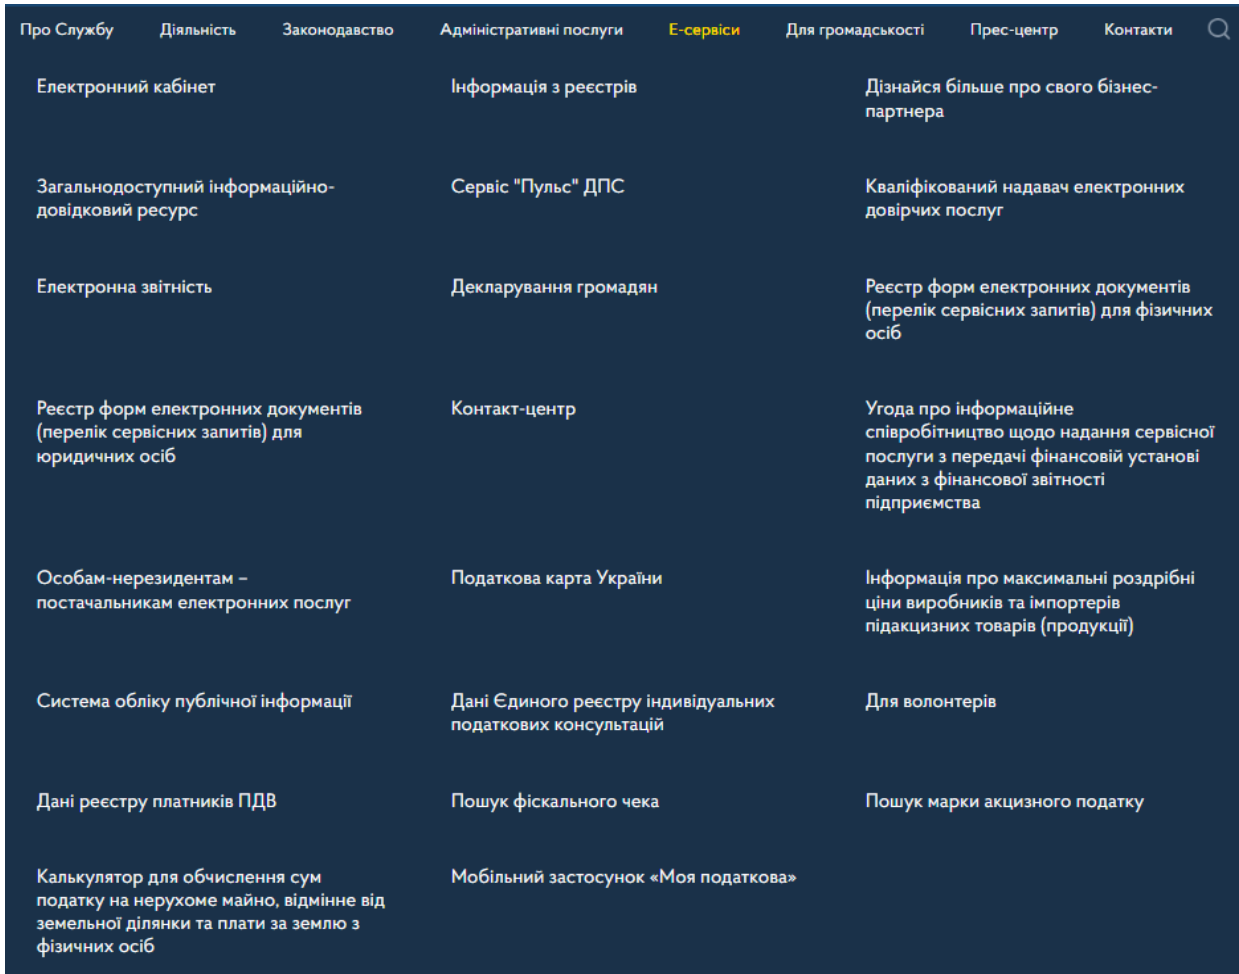 Про Службу Діяльність Законодавство Адміністративні послуги Е-сервіси Для громадськості Прес-центр Контакти
Електронний кабінет
Інформація з реєстрів
Дізнайся більше про свого бізнес-
партнера
Загальнодоступний інформаційно-
довідковий ресурс
Сервіс "Пульс" ДПС
Кваліфікований надавач електронних
довірчих послуг
Електронна звітність
Декларування громадян
Реєстр форм електронних документів
(перелік сервісних запитів) для фізичних
осіб
Реєстр форм електронних документів
(перелік сервісних запитів) для
юридичних осіб
Контакт-центр
Угода про інформаційне
співробітництво щодо надання сервісної
послуги з передачі фінансовій установі
даних з фінансової звітності
підприємства
Особам-нерезидентам –
постачальникам електронних послуг
Податкова карта України
Інформація про максимальні роздрібні
ціни виробників та імпортерів
підакцизних товарів (продукції)
Система обліку публічної інформації
Дані Єдиного реєстру індивідуальних
податкових консультацій
Для волонтерів
Дані реєстру платників ПДВ
Пошук фіскального чека
Пошук марки акцизного податку
Калькулятор для обчислення сум
податку на нерухоме майно, відмінне від
земельної ділянки та плати за землю з
фізичних осіб
Мобільний застосунок «Моя податкова»